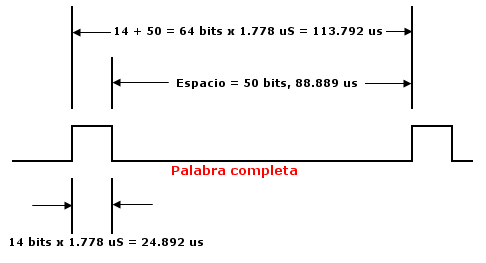 14 + 50 = 64 bits x 1.778 uS = 113.792 us
Espacio = 50 bits, 88.889 us
Palabra completa
14 bits x 1.778 uS = 24.892 us